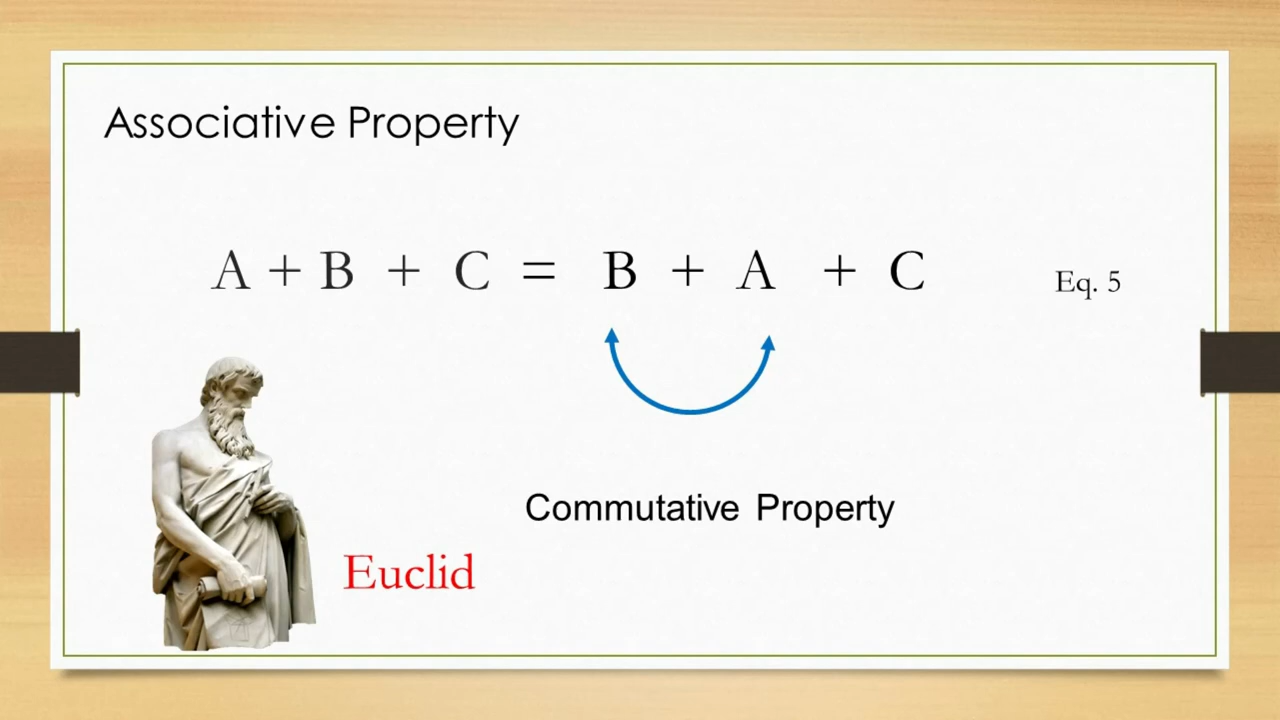 Associative Property
A + B + C = B + A + C Eq. 5
Commutative Property
Euclid